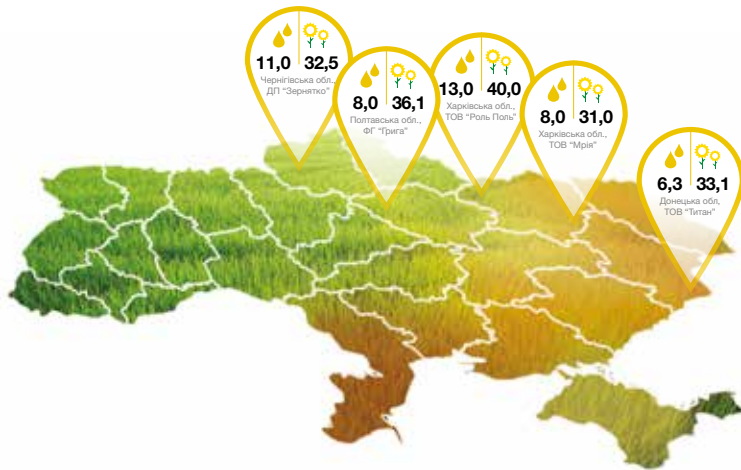 11,0 32,5
Чернігівська обл.,
ДП "Зернятко"
8,0 36,1
Полтавська обл.,
ФГ "Грига"
13,0 40,0
Харківська обл.,
ТОВ "Роль Поль"
8,0 31,0
Харківська обл.,
ТОВ "Мрія"
6,3 33,1
Донецька обл,
ТОВ "Титан"